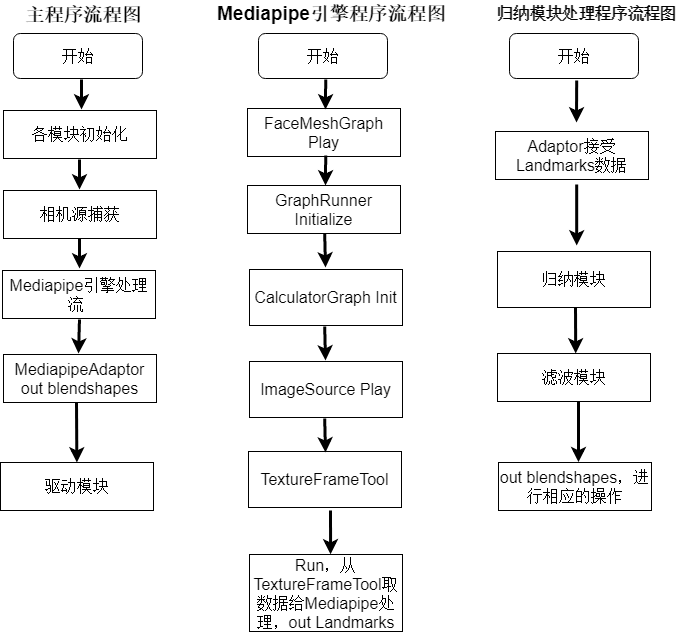 主程序流程图
开始
各模块初始化
相机源捕获
Mediapipe引擎处理
流
MediapipeAdaptor
out blendshapes
驱动模块
Mediapipe引擎程序流程图
开始
FaceMeshGraph
Play
GraphRunner
Initialize
CalculatorGraph Init
ImageSource Play
TextureFrameTool
Run，从
TextureFrameTool取
数据给Mediapipe处
理，out Landmarks
归纳模块处理程序流程图
开始
Adaptor接受
Landmarks数据
归纳模块
滤波模块
out blendshapes，进
行相应的操作